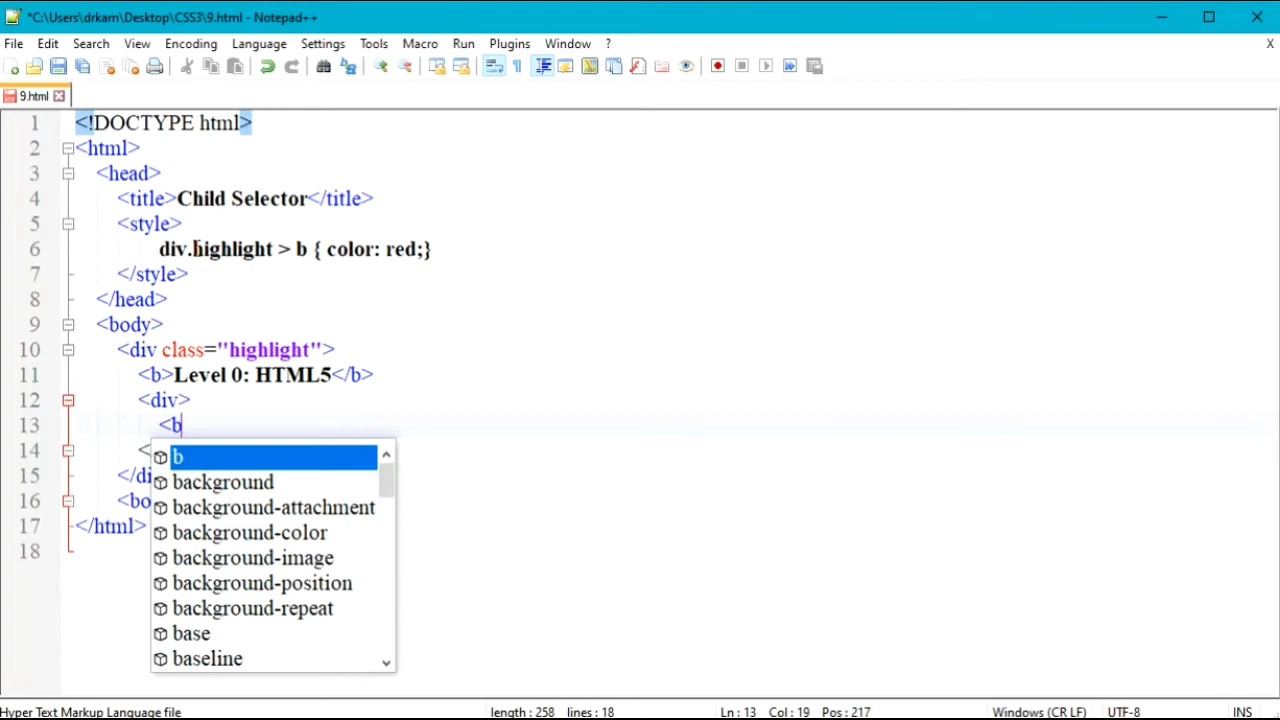 *C:\Users\drkam\Desktop\CSS3\9.html - Notepad++
File Edit Search View Encoding Language Settings Tools Macro Run Plugins Window ? X
9.html
1 <!DOCTYPE html>
2 <html>
3 <head>
4 <title>Child Selector</title>
5 <style>
6 div.highlight > b { color: red;}
7 </style>
8 </head>
9 <body>
10 <div class="highlight">
11 <b>Level 0: HTML5</b>
12 <div>
13 <b
14 <
15 </di
16 <bo
17 </html>
18
b
background
background-attachment
background-color
background-image
background-position
background-repeat
base
baseline
Hyper Text Markup Language file length : 258 lines : 18 Ln : 13 Col : 19 Pos : 217 Windows (CR LF) UTF-8 INS